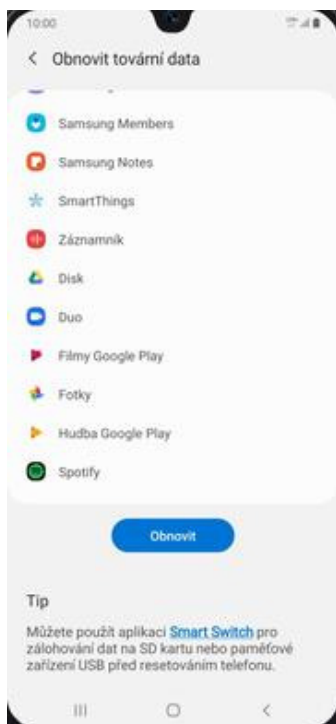 10:00
Obnovit tovární data
Samsung Members
Samsung Notes
SmartThings
Záznamník
Disk
Duo
Filmy Google Play
Fotky
Hudba Google Play
Spotify
Obnovit
Tip
Můžete použít aplikaci Smart Switch pro
zálohování dat na SD kartu nebo paměťové
zařízení USB před resetováním telefonu.